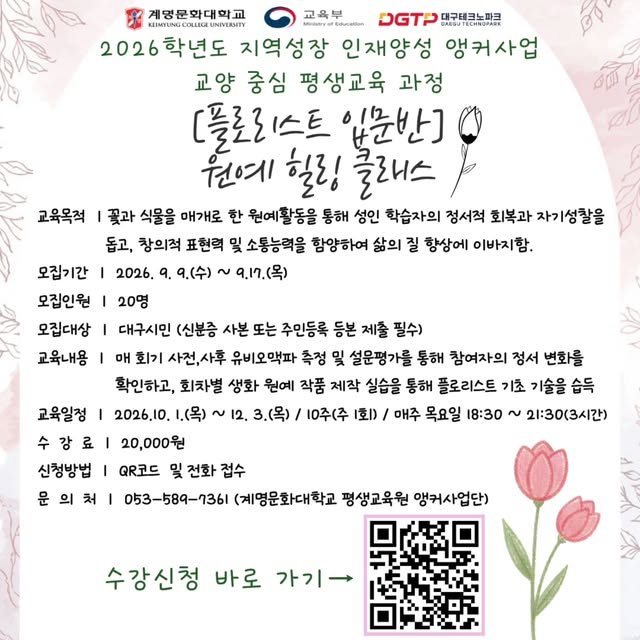 계명문화대학교
KEIMYUNG COLLEGE UNIVERSITY
교육부
Ministry of Education
DGTP 대구테크노파크
DAEGU TECHNOPARK
2026학년도 지역성장 인재양성 앵커사업
교양 중심 평생교육 과정
[플로리스트 입문반]
원예 힐링 클래스
교육목적 | 꽃과 식물을 매개로 한 원예활동을 통해 성인 학습자의 정서적 회복과 자기성찰을
돕고, 창의적 표현력 및 소통능력을 함양하여 삶의 질 향상에 이바지함.
모집기간 | 2026. 9. 9.(수) ~ 9.17.(목)
모집인원 | 20명
모집대상 | 대구시민 (신분증 사본 또는 주민등록 등본 제출 필수)
교육내용 | 매 회기 사전,사후 유비오맥파 측정 및 설문평가를 통해 참여자의 정서 변화를
확인하고, 회차별 생화 원예 작품 제작 실습을 통해 플로리스트 기초 기술을 습득
교육일정 | 2026.10. 1.(목) ~ 12. 3.(목) / 10주(주 1회) / 매주 목요일 18:30 ~ 21:30(3시간)
수 강 료 | 20,000원
신청방법 | QR코드 및 전화 접수
문 의 처 | 053-589-7361 (계명문화대학교 평생교육원 앵커사업단)
수강신청 바로 가기→